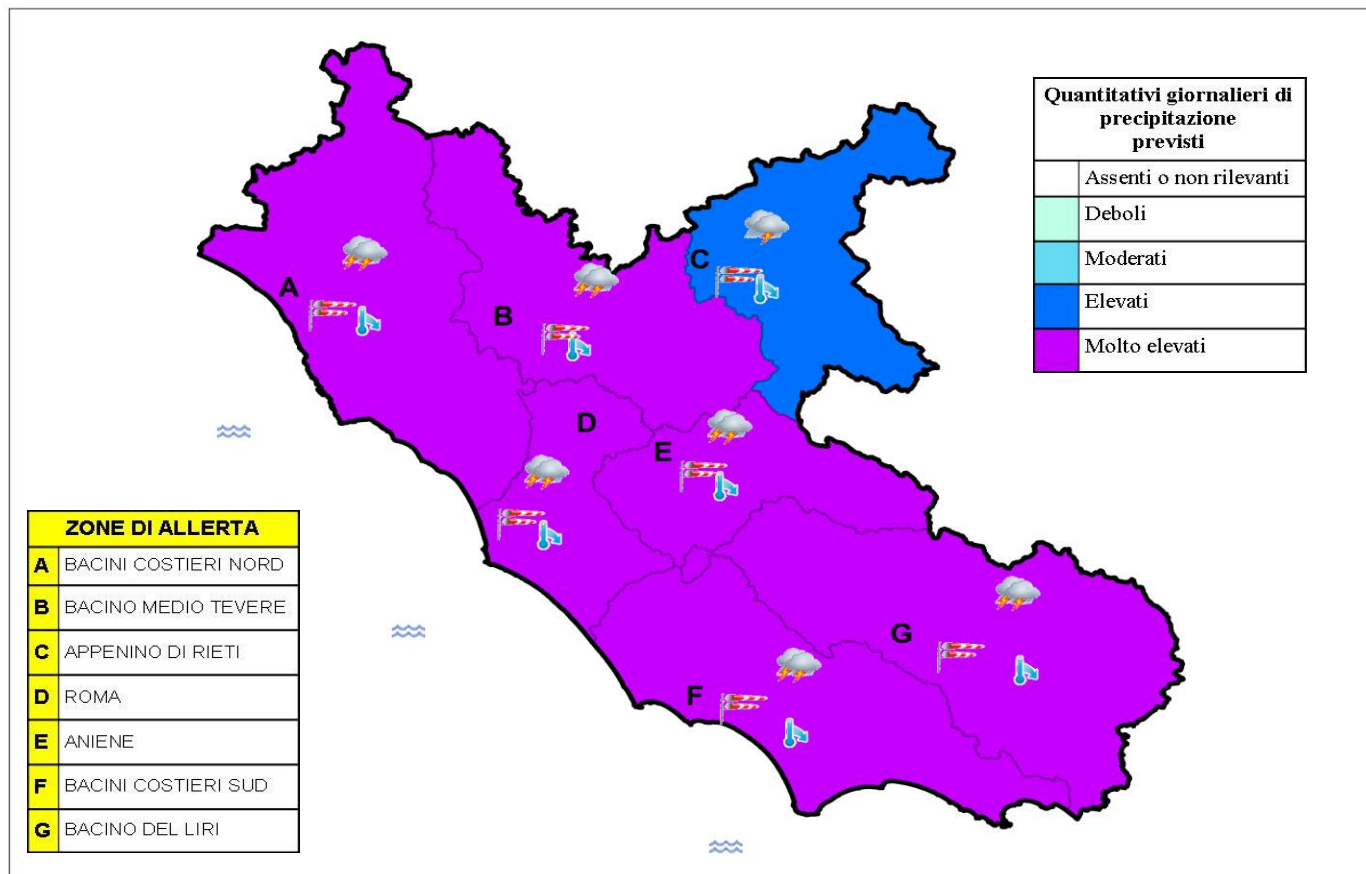 Quantitativi giornalieri di
precipitazione
previsti
Assenti o non rilevanti
Deboli
Moderati
Elevati
Molto elevati
A
B
C
D
E
F
G
ZONE DI ALLERTA
A BACINI COSTIERI NORD
B BACINO MEDIO TEVERE
C APPENINO DI RIETI
D ROMA
E ANIENE
F BACINI COSTIERI SUD
G BACINO DEL LIRI